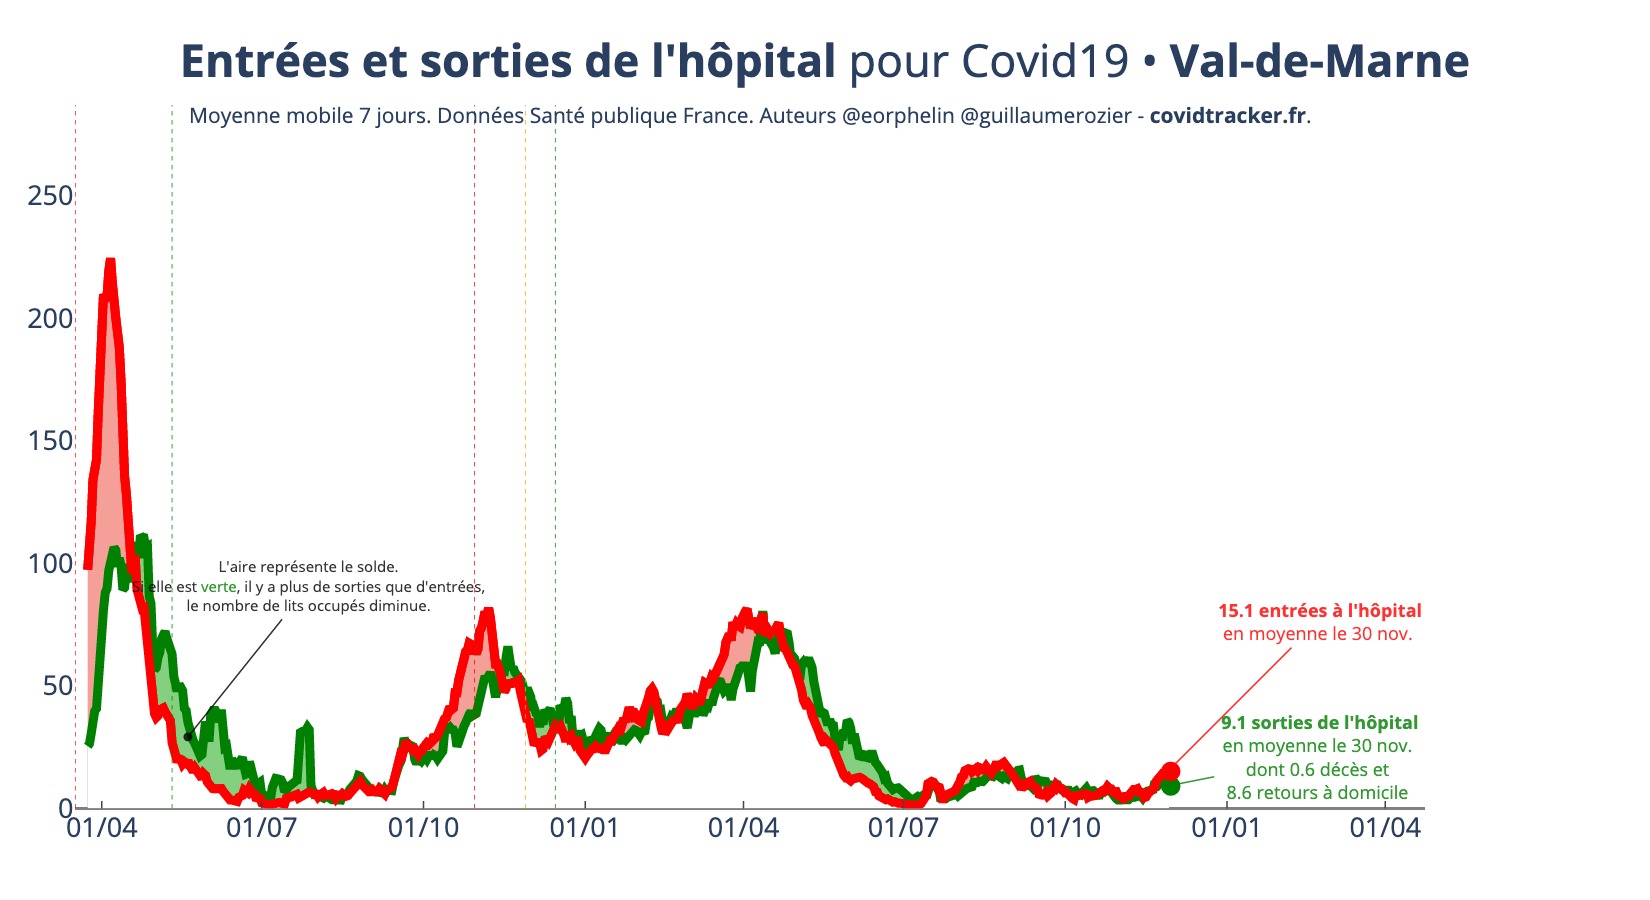 Entrées et sorties de l'hôpital pour Covid19 • Val-de-Marne
Moyenne mobile 7 jours. Données Santé publique France. Auteurs @eorphelin @guillaumerozier - covidtracker.fr.
250
200
150
100
50
0
L'aire représente le solde.
Si elle est verte, il y a plus de sorties que d'entrées,
le nombre de lits occupés diminue.
15.1 entrées à l'hôpital
en moyenne le 30 nov.
9.1 sorties de l'hôpital
en moyenne le 30 nov.
dont 0.6 décès et
8.6 retours à domicile
01/04 01/07 01/10 01/01 01/04 01/07 01/10 01/01 01/04